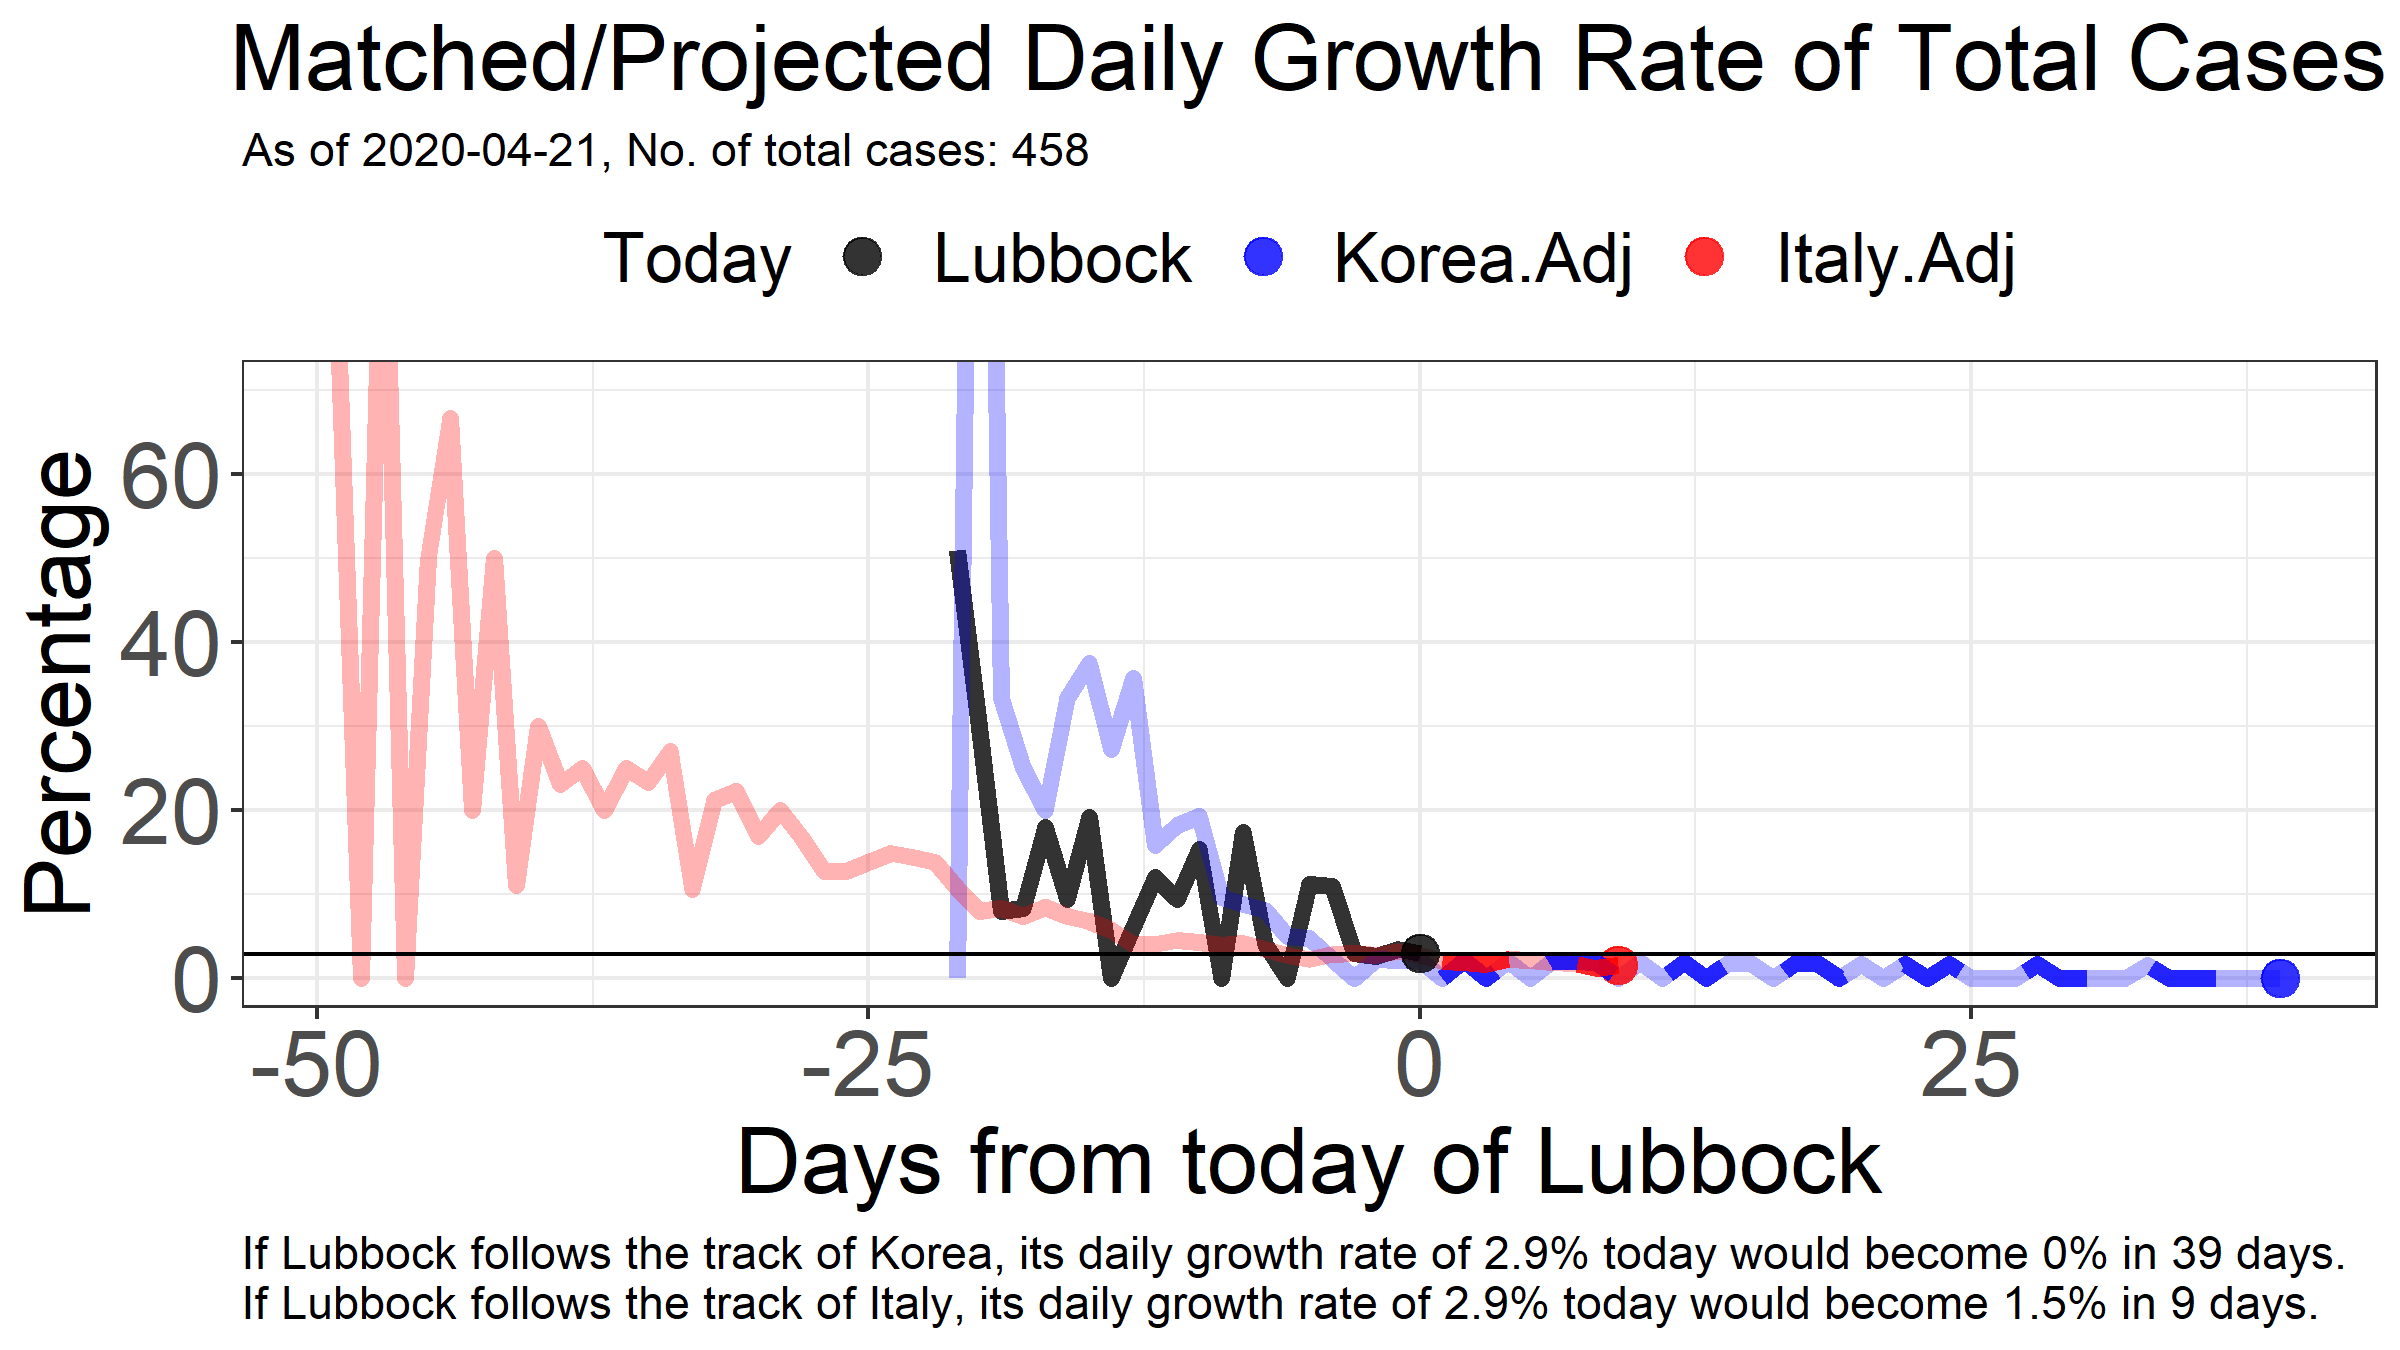 Matched/Projected Daily Growth Rate of Total Cases
As of 2020-04-21, No. of total cases: 458
Today Lubbock Korea.Adj Italy.Adj
Percentage
60
40
20
0
-50 -25 0 25
Days from today of Lubbock
If Lubbock follows the track of Korea, its daily growth rate of 2.9% today would become 0% in 39 days.
If Lubbock follows the track of Italy, its daily growth rate of 2.9% today would become 1.5% in 9 days.